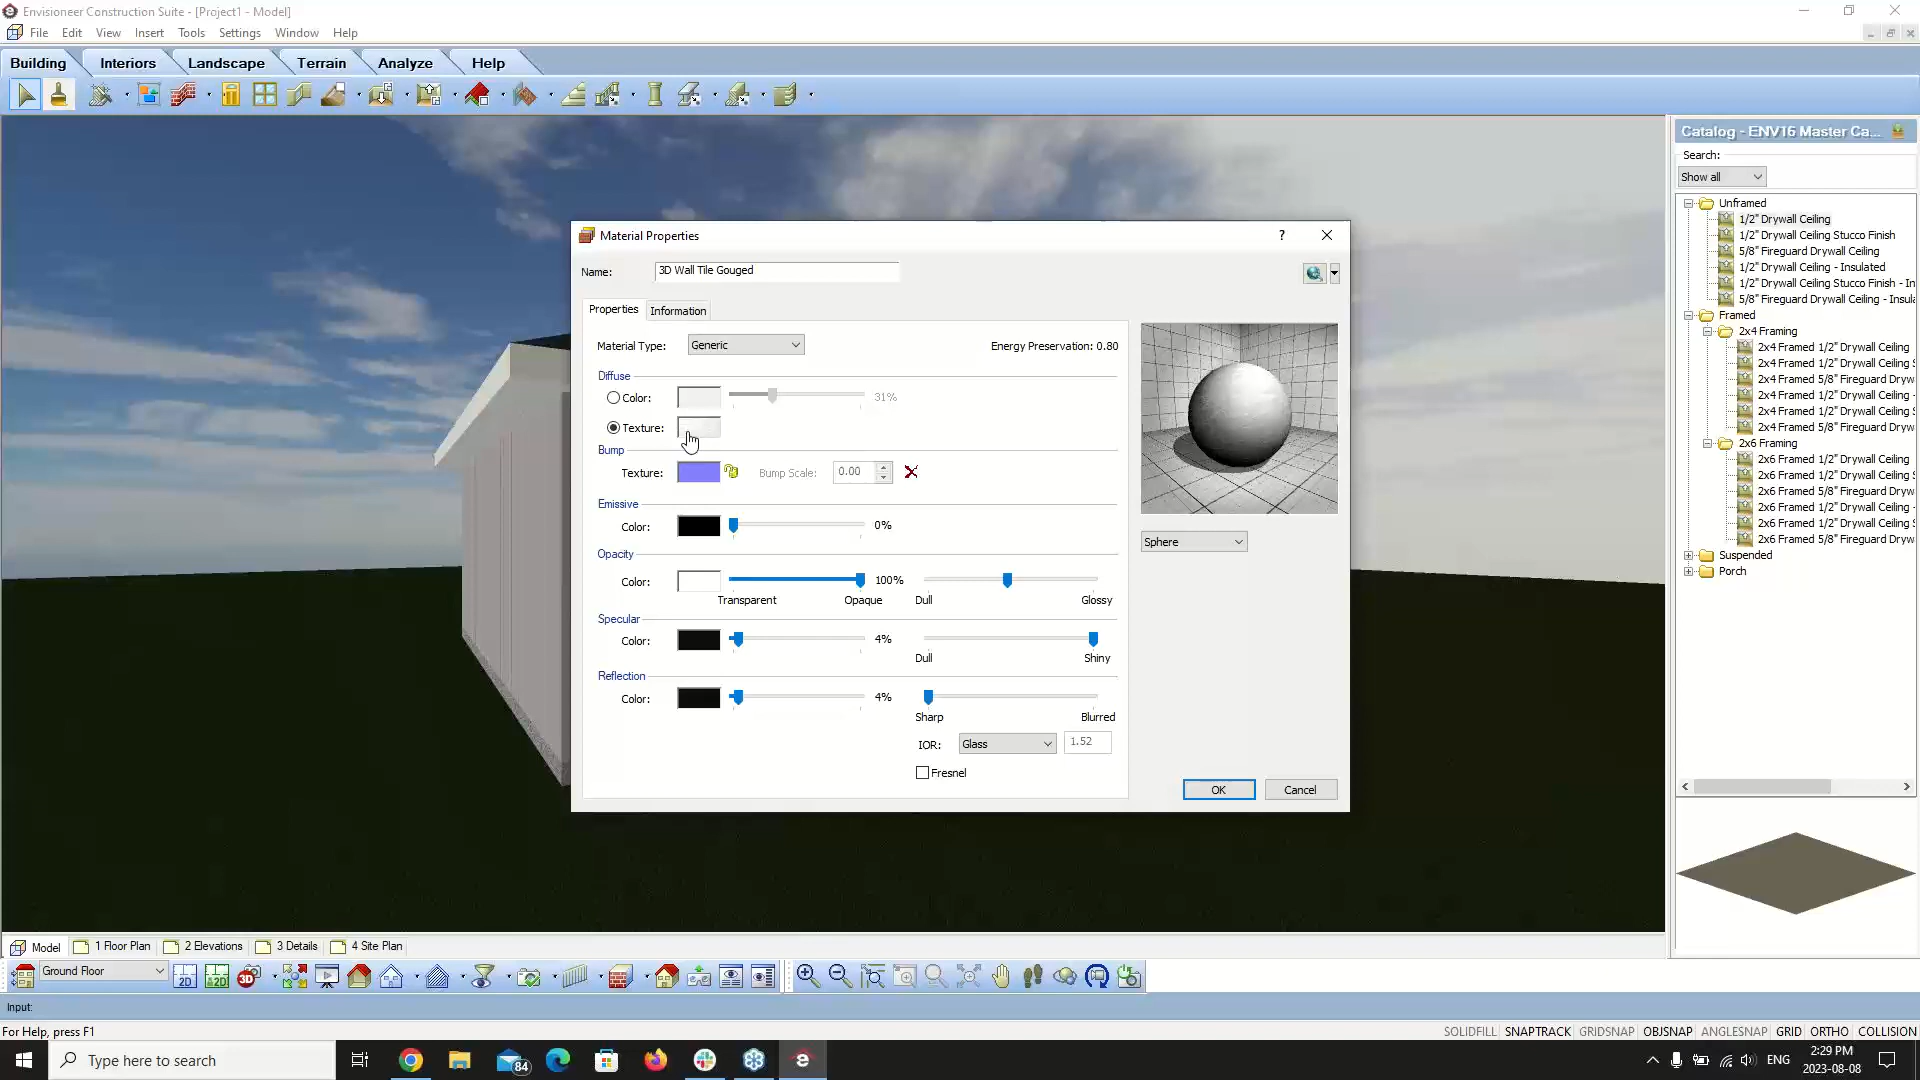 Envisioneer Construction Suite - [Project1 - Model]
File Edit View Insert Tools Settings Window Help
Building Interiors Landscape Terrain Analyze Help
Catalog - ENV16 Master Ca...
Search:
Show all
Unframed
1/2" Drywall Ceiling
1/2" Drywall Ceiling Stucco Finish
5/8" Fireguard Drywall Ceiling
1/2" Drywall Ceiling - Insulated
1/2" Drywall Ceiling Stucco Finish - In
5/8" Fireguard Drywall Ceiling - Insula
Framed
2x4 Framing
2x4 Framed 1/2" Drywall Ceiling
2x4 Framed 1/2" Drywall Ceiling S
2x4 Framed 5/8" Fireguard Dryw
2x4 Framed 1/2" Drywall Ceiling -
2x4 Framed 1/2" Drywall Ceiling S
2x4 Framed 5/8" Fireguard Dryw
2x6 Framing
2x6 Framed 1/2" Drywall Ceiling
2x6 Framed 1/2" Drywall Ceiling S
2x6 Framed 5/8" Fireguard Dryw
2x6 Framed 1/2" Drywall Ceiling -
2x6 Framed 1/2" Drywall Ceiling S
2x6 Framed 5/8" Fireguard Dryw
Suspended
Porch
Material Properties
?
Name: 3D Wall Tile Gouged
Properties Information
Material Type: Generic Energy Preservation: 0.80
Diffuse
Color: 31%
Texture:
Bump
Texture: Bump Scale: 0.00
Emissive
Color: 0%
Sphere
Opacity
Color: 100%
Transparent Opaque Dull Glossy
Specular
Color: 4%
Dull Shiny
Reflection
Color: 4%
Sharp Blurred
IOR: Glass 1.52
Fresnel
OK Cancel
Model 1 Floor Plan 2 Elevations 3 Details 4 Site Plan
Ground Floor 2D 2D 3D
Input:
For Help, press F1 SOLIDFILL SNAPTRACK GRIDSNAP OBJSNAP ANGLESNAP GRID ORTHO COLLISION
Type here to search 84 ENG 2:29 PM
2023-08-08